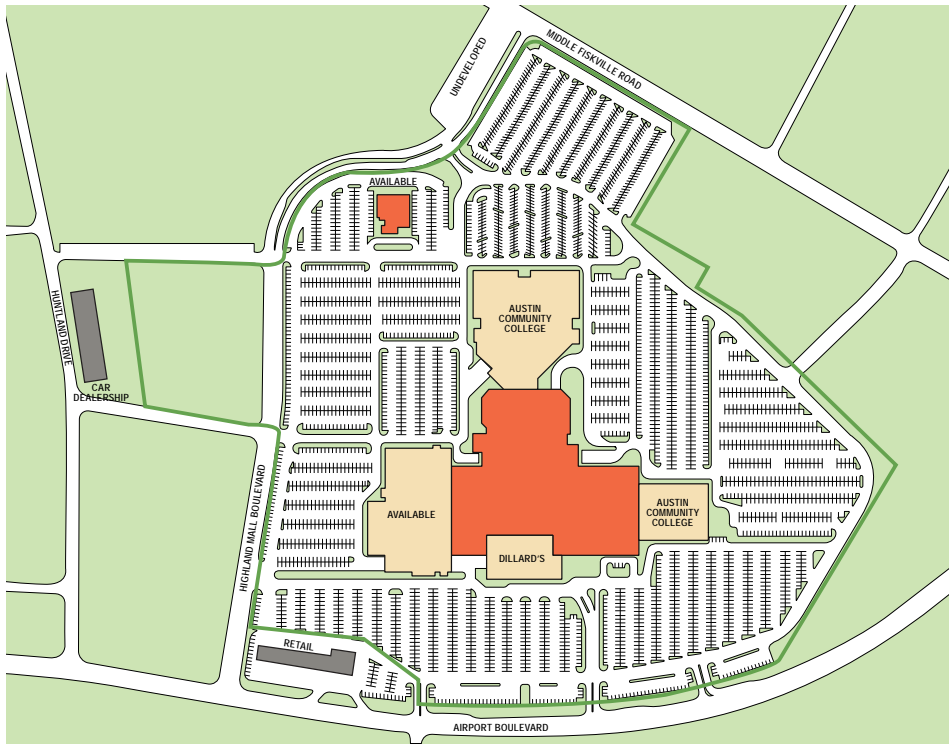 MIDDLE FISKVILLE ROAD
UNDEVELOPED
AVAILABLE
HUNTLAND DRIVE
AUSTIN
COMMUNITY
COLLEGE
CAR
DEALERSHIP
HIGHLAND MALL BOULEVARD
AVAILABLE
AUSTIN
COMMUNITY
COLLEGE
DILLARD'S
RETAIL
AIRPORT BOULEVARD